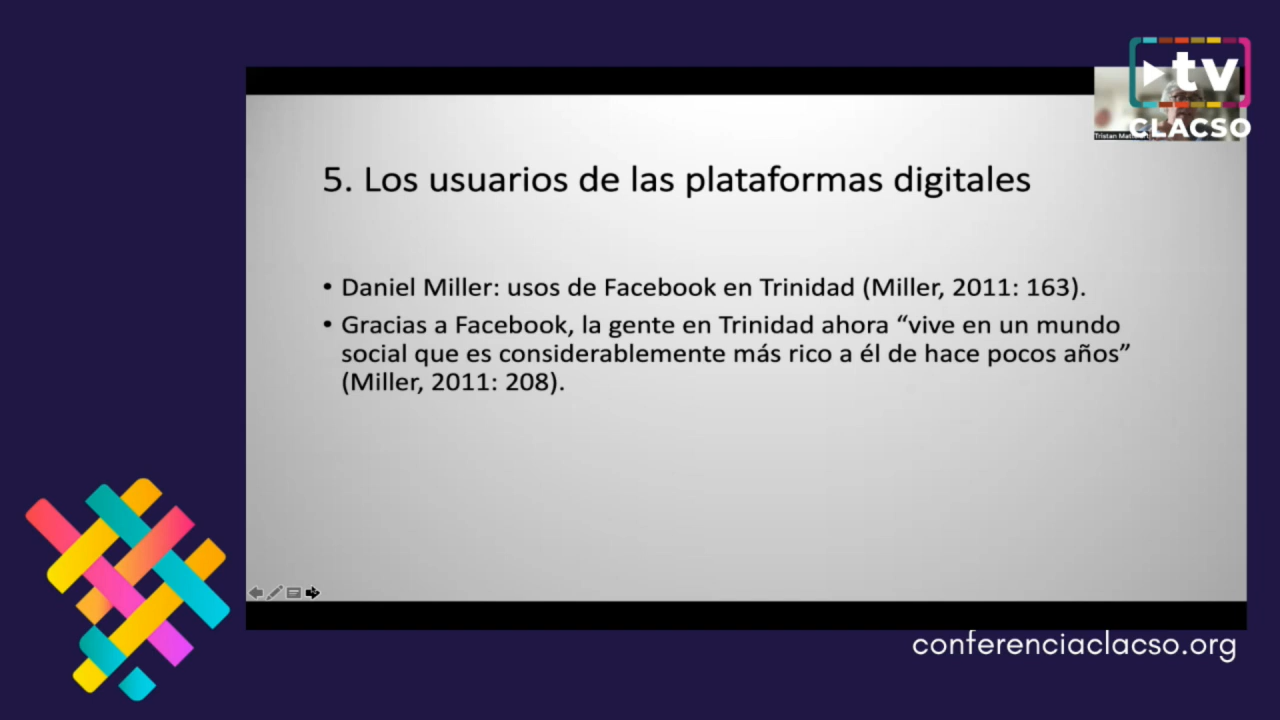 tv
CLACSO
Tristan
5. Los usuarios de las plataformas digitales
• Daniel Miller: usos de Facebook en Trinidad (Miller, 2011: 163).
• Gracias a Facebook, la gente en Trinidad ahora “vive en un mundo
social que es considerablemente más rico a él de hace pocos años”
(Miller, 2011: 208).
conferenciaclacso.org